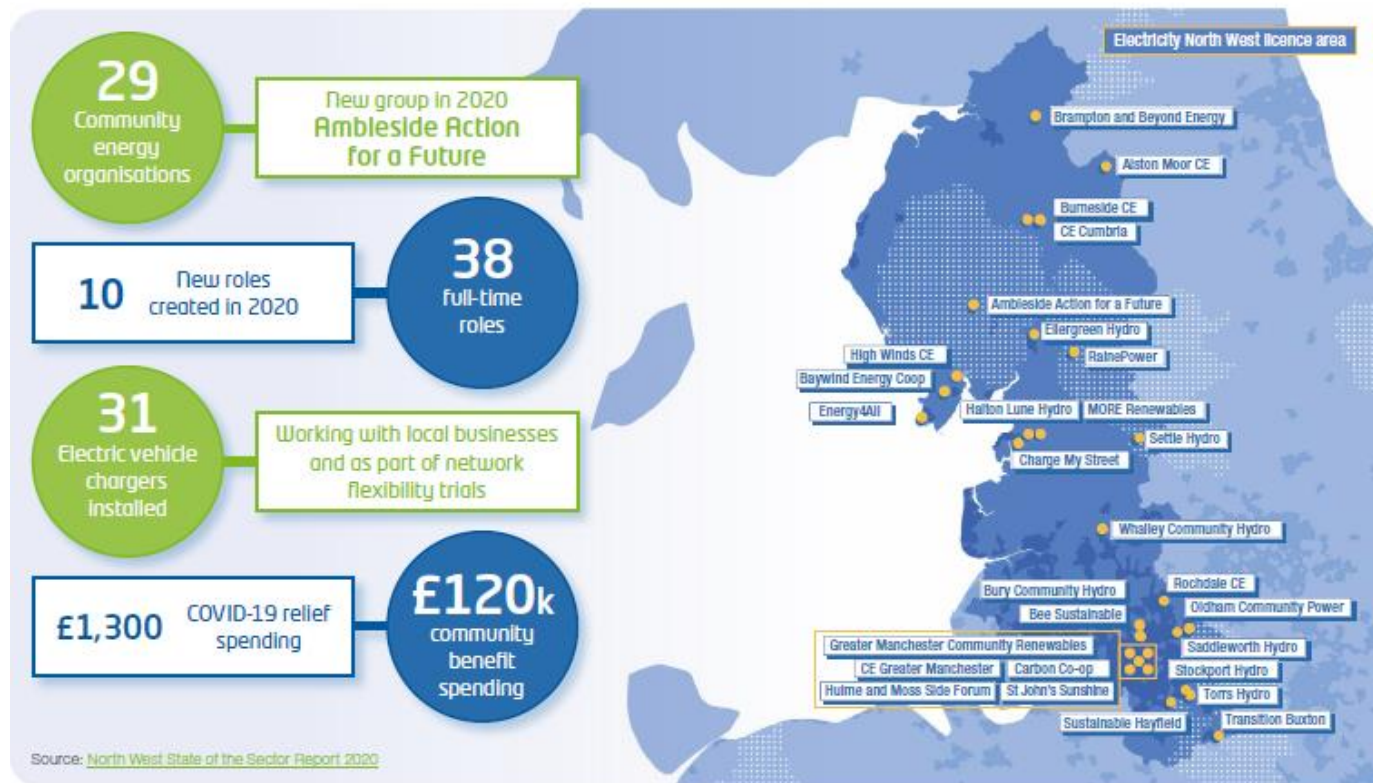 29
Community
energy
organisations
New group in 2020
Ambleside Action
for a Future
10
New roles
created in 2020
38
full-time
roles
31
Electric vehicle
chargers
installed
Working with local businesses
and as part of network
flexibility trials
£1,300
COVID-19 relief
spending
£120k
community
benefit
spending
Source: North West State of the Sector Report 2020
Electricity North West licence area
Brampton and Beyond Energy
Alston Moor CE
Burneside CE
CE Cumbria
Ambleside Action for a Future
Ellergreen Hydro
High Winds CE
RainePower
Baywind Energy Coop
Energy4All
Halton Lune Hydro
MORE Renewables
Settle Hydro
Charge My Street
Whalley Community Hydro
Bury Community Hydro
Rochdale CE
Bee Sustainable
Oldham Community Power
Greater Manchester Community Renewables
Saddleworth Hydro
CE Greater Manchester
Carbon Co-op
Stockport Hydro
Hulme and Moss Side Forum
St John's Sunshine
Torrs Hydro
Sustainable Hayfield
Transition Buxton